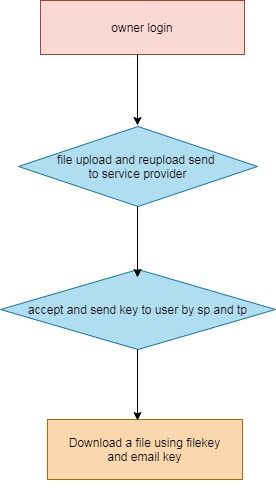 owner login
file upload and reupload send
to service provider
accept and send key to user by sp and tp
Download a file using filekey
and email key